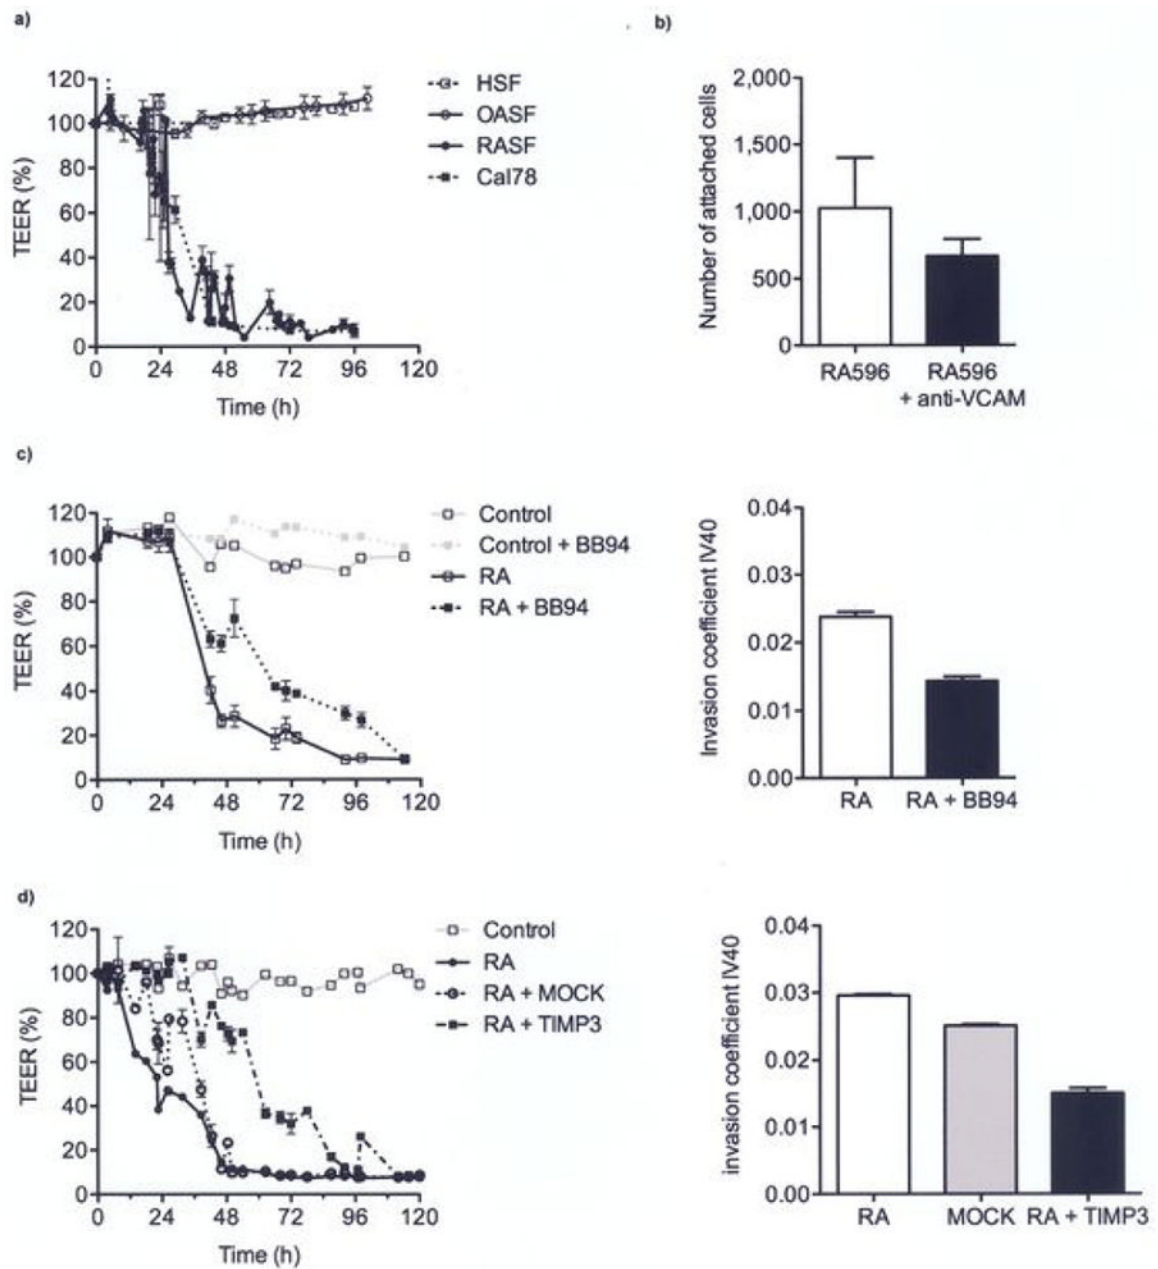 a)
120
100
80
60
40
20
0
TEER (%)
0 24 48 72 96 120
Time (h)
HSF
OASF
RASF
Cal78
b)
2,000
1,500
1,000
500
0
Number of attached cells
RA596 RA596
+ anti-VCAM
c)
120
100
80
60
40
20
0
TEER (%)
0 24 48 72 96 120
Time (h)
Control
Control + BB94
RA
RA + BB94
0.04
0.03
0.02
0.01
0.00
Invasion coefficient IV40
RA RA + BB94
d)
120
100
80
60
40
20
0
TEER (%)
0 24 48 72 96 120
Time (h)
Control
RA
RA + MOCK
RA + TIMP3
0.04
0.03
0.02
0.01
0.00
invasion coefficient IV40
RA MOCK RA + TIMP3